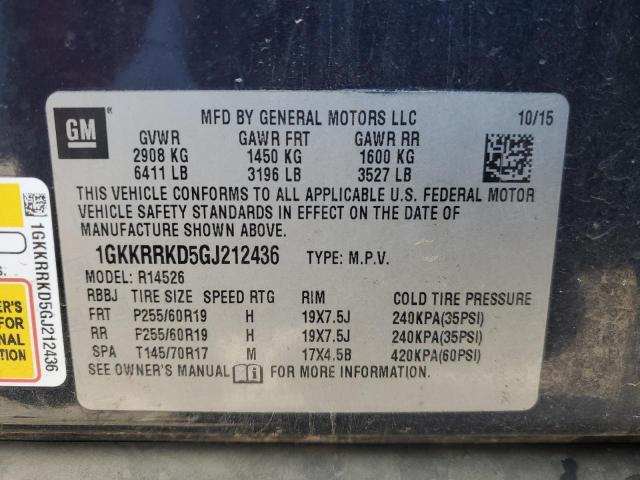 GM
MFD BY GENERAL MOTORS LLC 10/15
GVWR GAWR FRT GAWR RR
2908 KG 1450 KG 1600 KG
6411 LB 3196 LB 3527 LB
THIS VEHICLE CONFORMS TO ALL APPLICABLE U.S. FEDERAL MOTOR
VEHICLE SAFETY STANDARDS IN EFFECT ON THE DATE OF
MANUFACTURE SHOWN ABOVE.
1GKKRRKD5GJ212436 TYPE: M.P.V.
MODEL: R14526
RBBJ TIRE SIZE SPEED RTG RIM COLD TIRE PRESSURE
FRT P255/60R19 H 19X7.5J 240KPA(35PSI)
RR P255/60R19 H 19X7.5J 240KPA(35PSI)
SPA T145/70R17 M 17X4.5B 420KPA(60PSI)
SEE OWNER'S MANUAL FOR MORE INFORMATION.
1GKKRRKD5GJ212436
FOR